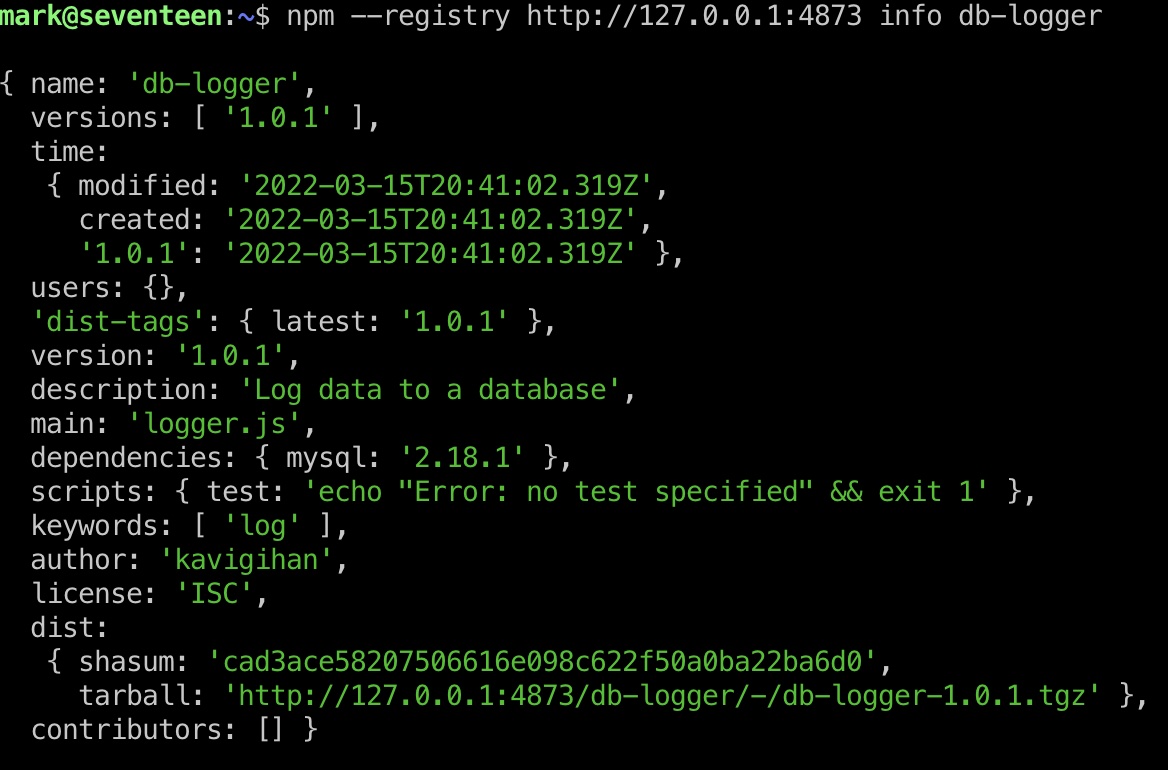 mark@seventeen:~$ npm --registry http://127.0.0.1:4873 info db-logger
{ name: 'db-logger',
versions: [ '1.0.1' ],
time:
{ modified: '2022-03-15T20:41:02.319Z',
created: '2022-03-15T20:41:02.319Z',
'1.0.1': '2022-03-15T20:41:02.319Z' },
users: {},
'dist-tags': { latest: '1.0.1' },
version: '1.0.1',
description: 'Log data to a database',
main: 'logger.js',
dependencies: { mysql: '2.18.1' },
scripts: { test: 'echo "Error: no test specified" && exit 1' },
keywords: [ 'log' ],
author: 'kavigihan',
license: 'ISC',
dist:
{ shasum: 'cad3ace58207506616e098c622f50a0ba22ba6d0',
tarball: 'http://127.0.0.1:4873/db-logger/-/db-logger-1.0.1.tgz' },
contributors: [] }